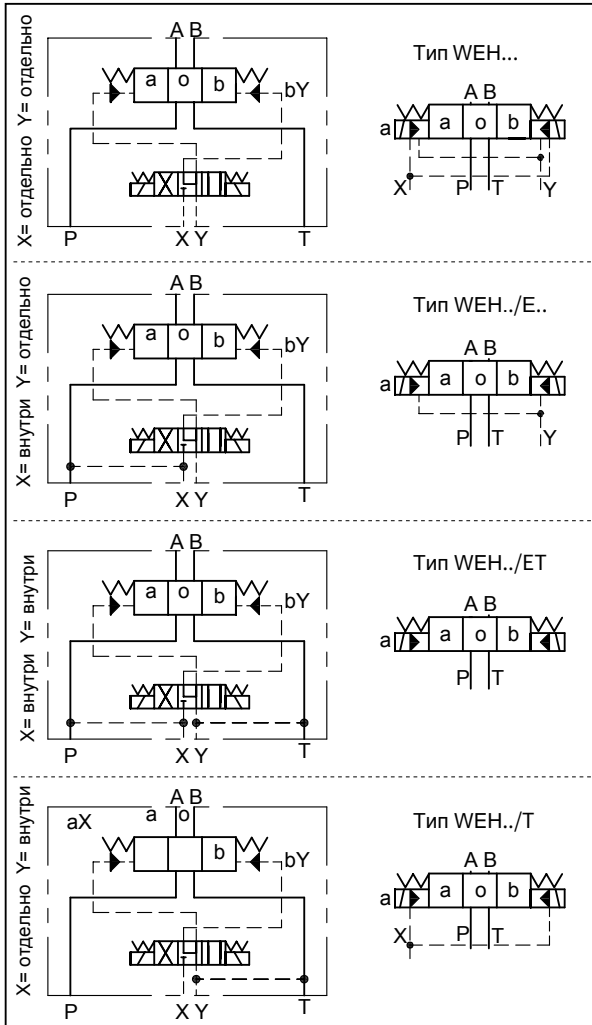 X= отдельно Y= отдельно
A B
a o b
bY
P X Y T
Тип WEH...
A B
a a o b
X P T Y
X= внутри Y= отдельно
A B
a o b
bY
P X Y T
Тип WEH../E..
A B
a a o b
P T Y
X= внутри Y= внутри
A B
a o b
bY
P X Y T
Тип WEH../ET
A B
a a o b
P T
X= отдельно Y= внутри
A B
aX a o
b
bY
P X Y T
Тип WEH../T
A B
a a o b
X P T